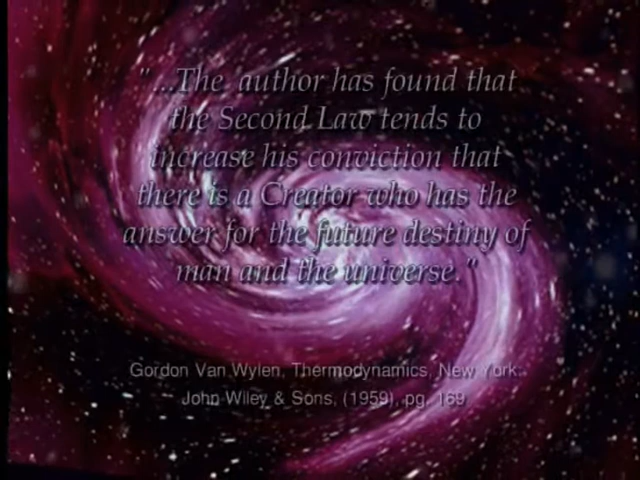 "...The author has found that
the Second Law tends to
increase his conviction that
there is a Creator who has the
answer for the future destiny of
man and the universe."
Gordon Van Wylen, Thermodynamics, New York:
John Wiley & Sons, (1959), pg. 169